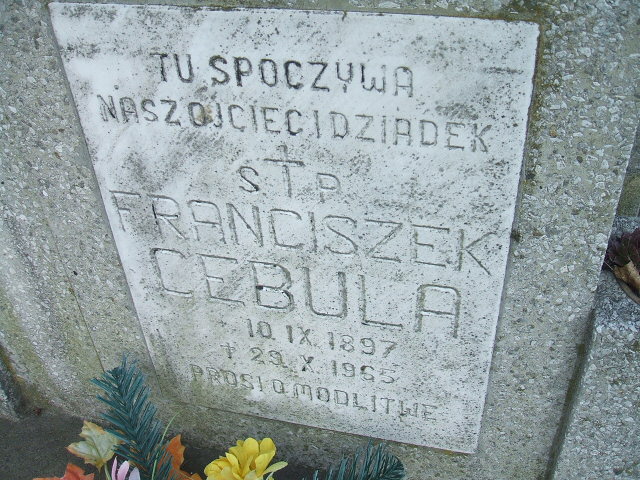 TU SPOCZYWA
NASZ OJCIEC I DZIADEK
S † P
FRANCISZEK
CEBULA
10.IX.1897
† 29.X.1965
PROSI O MODLITWE